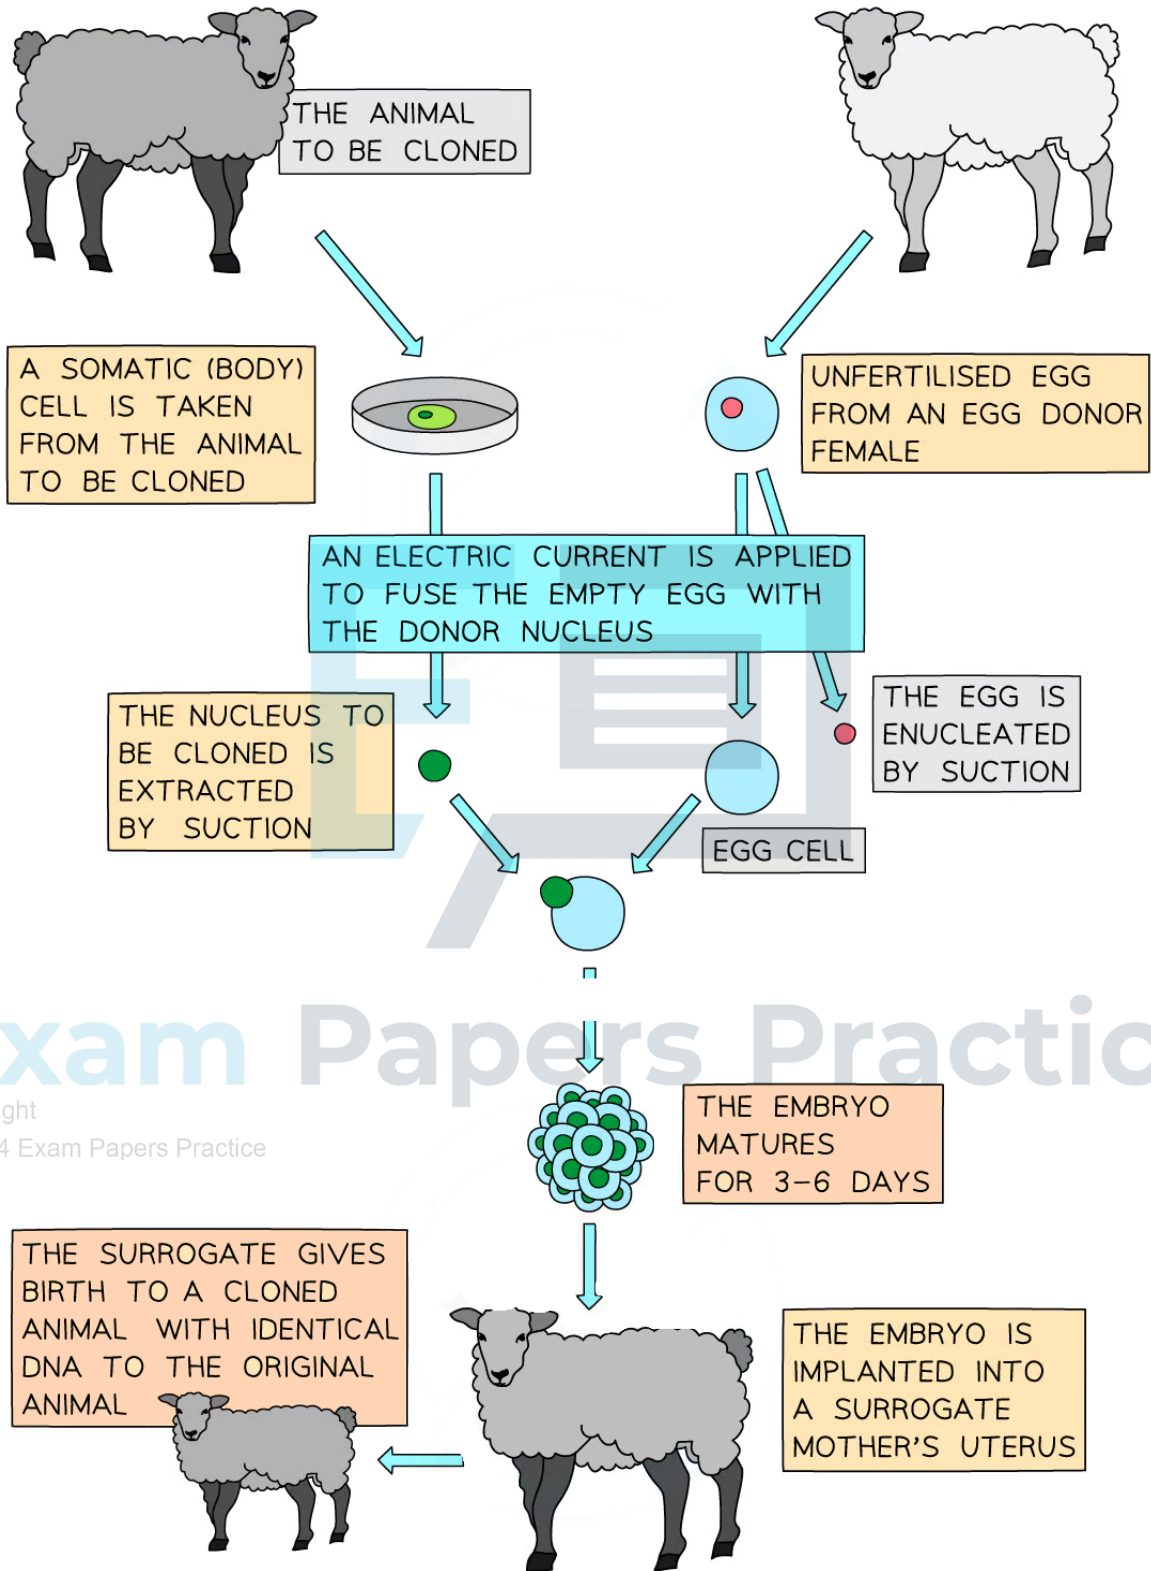 THE ANIMAL
TO BE CLONED
A SOMATIC (BODY)
CELL IS TAKEN
FROM THE ANIMAL
TO BE CLONED
UNFERTILISED EGG
FROM AN EGG DONOR
FEMALE
AN ELECTRIC CURRENT IS APPLIED
TO FUSE THE EMPTY EGG WITH
THE DONOR NUCLEUS
THE NUCLEUS TO
BE CLONED IS
EXTRACTED
BY SUCTION
THE EGG IS
ENUCLEATED
BY SUCTION
EGG CELL
xam Papers Practic
ght
4 Exam Papers Practice
THE EMBRYO
MATURES
FOR 3-6 DAYS
THE SURROGATE GIVES
BIRTH TO A CLONED
ANIMAL WITH IDENTICAL
DNA TO THE ORIGINAL
ANIMAL
THE EMBRYO IS
IMPLANTED INTO
A SURROGATE
MOTHER'S UTERUS